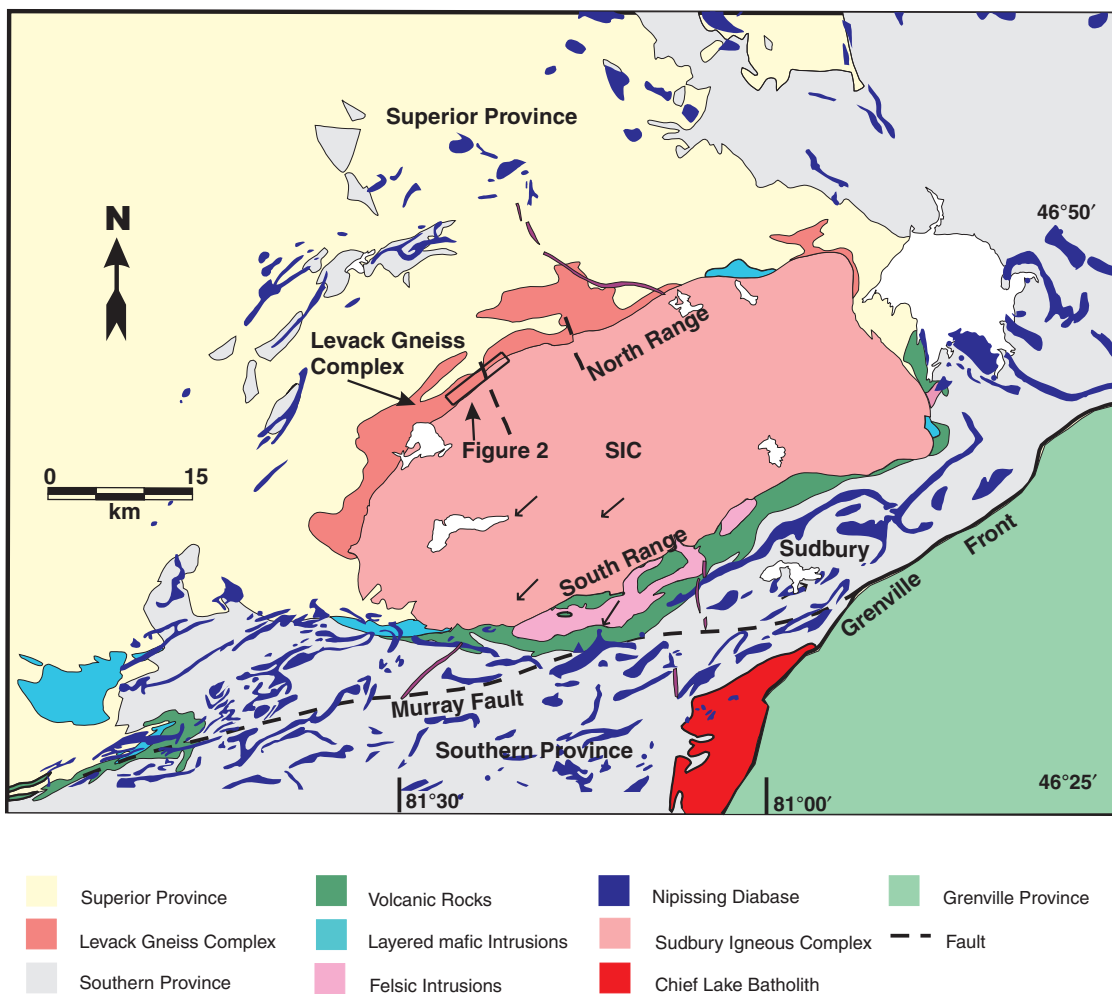 Superior Province
N
46°50′
Levack Gneiss
Complex
North Range
Figure 2
SIC
0 15
km
South Range
Sudbury
Grenville Front
Murray Fault
Southern Province
46°25′
81°30′
81°00′
Superior Province
Volcanic Rocks
Nipissing Diabase
Grenville Province
Levack Gneiss Complex
Layered mafic Intrusions
Sudbury Igneous Complex
Fault
Southern Province
Felsic Intrusions
Chief Lake Batholith